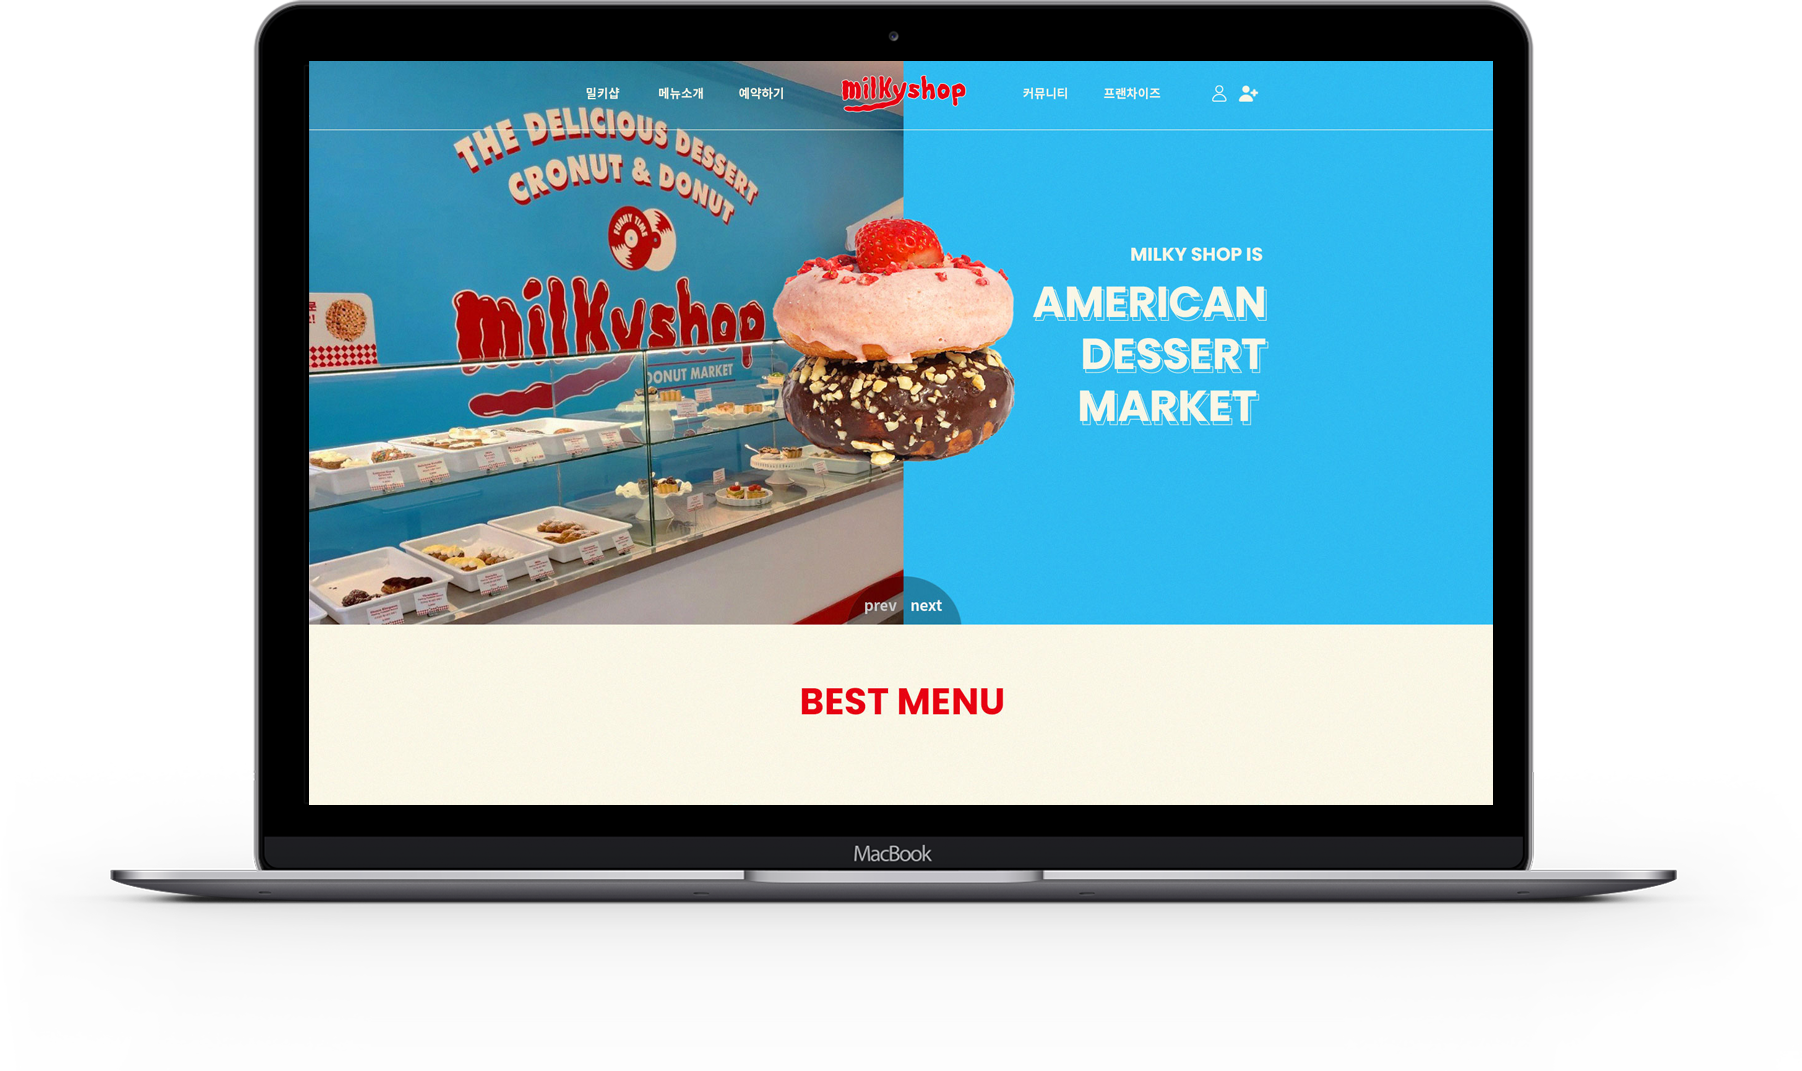 밀키샵 메뉴소개 예약하기 milkyshop 커뮤니티 프랜차이즈
THE DELICIOUS DESSERT
CRONUT & DONUT
FUNNY TIME
milkyshop
DONUT MARKET
MILKY SHOP IS
AMERICAN
DESSERT
MARKET
prev next
BEST MENU
MacBook